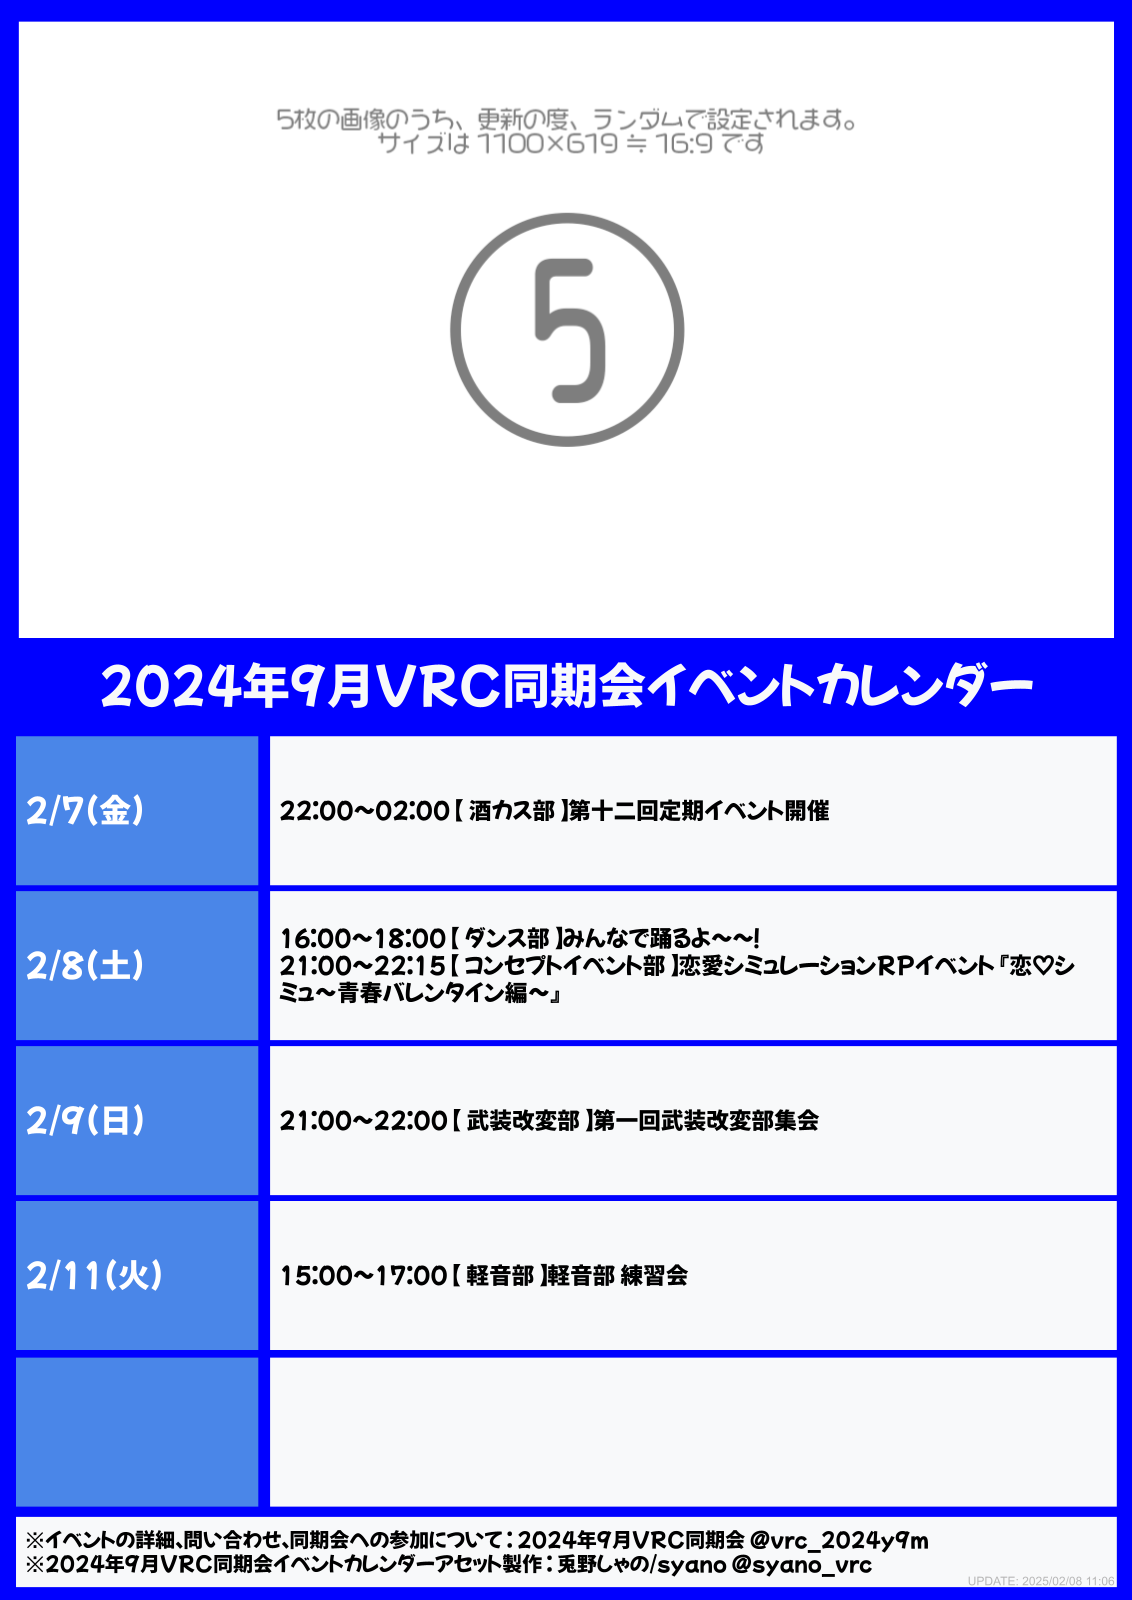 5枚の画像のうち、更新の度、ランダムで設定されます。
サイズは 1100×619 ≒ 16:9 です
5
2024年9月VRC同期会イベントカレンダー
2/7(金)
22:00～02:00【 酒カス部 】第十二回定期イベント開催
2/8(土)
16:00～18:00【 ダンス部 】みんなで踊るよ～～!
21:00～22:15【 コンセプトイベント部 】恋愛シミュレーションRPイベント『恋♡シ
ミュ～青春バレンタイン編～』
2/9(日)
21:00～22:00【 武装改変部 】第一回武装改変部集会
2/11(火)
15:00～17:00【 軽音部 】軽音部 練習会
※イベントの詳細、問い合わせ、同期会への参加について：2024年9月VRC同期会 @vrc_2024y9m
※2024年9月VRC同期会イベントカレンダーアセット製作：兎野しゃの/syano @syano_vrc
UPDATE: 2025/02/08 11:06